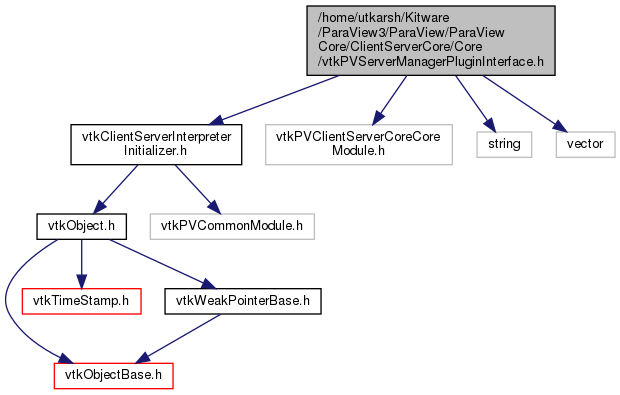 /home/utkarsh/Kitware
/ParaView3/ParaView/ParaView
Core/ClientServerCore/Core
/vtkPVServerManagerPluginInterface.h
vtkClientServerInterpreter
Initializer.h
vtkPVClientServerCoreCore
Module.h
string
vector
vtkObject.h
vtkPVCommonModule.h
vtkTimeStamp.h
vtkWeakPointerBase.h
vtkObjectBase.h